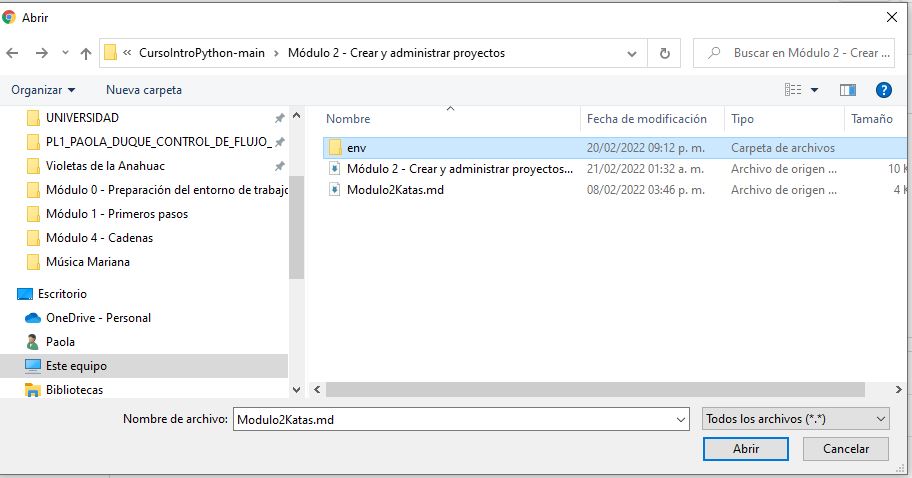 Abrir
« CursoIntroPython-main > Módulo 2 - Crear y administrar proyectos
Buscar en Módulo 2 - Crear ...
Organizar
Nueva carpeta
?
UNIVERSIDAD
PL1_PAOLA_DUQUE_CONTROL_DE_FLUJO_
Violetas de la Anahuac
Módulo 0 - Preparación del entorno de trabajo
Módulo 1 - Primeros pasos
Módulo 4 - Cadenas
Música Mariana
Escritorio
OneDrive - Personal
Paola
Este equipo
Bibliotecas
Nombre Fecha de modificación Tipo Tamaño
env 20/02/2022 09:12 p. m. Carpeta de archivos
Módulo 2 - Crear y administrar proyectos... 21/02/2022 01:32 a. m. Archivo de origen ... 10 K
Modulo2Katas.md 08/02/2022 03:46 p. m. Archivo de origen ... 4 K
Nombre de archivo: Modulo2Katas.md Todos los archivos (*.*)
Abrir Cancelar